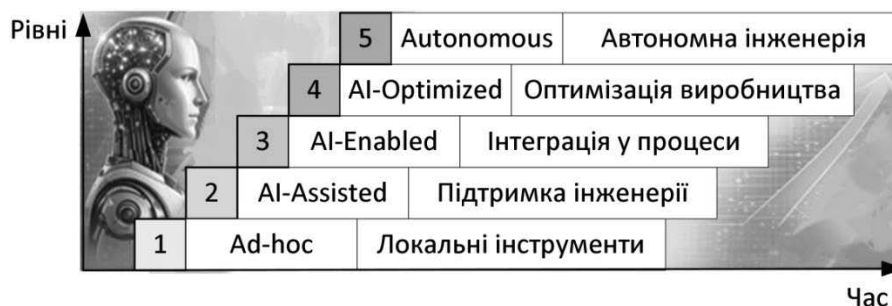 Рівні
5 Autonomous Автономна інженерія
4 AI-Optimized Оптимізація виробництва
3 AI-Enabled Інтеграція у процеси
2 AI-Assisted Підтримка інженерії
1 Ad-hoc Локальні інструменти
Час